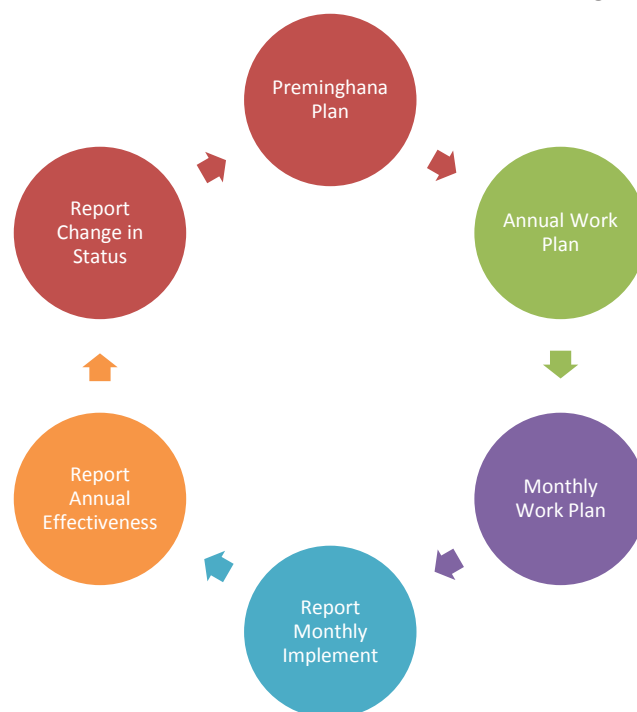 Preminghana
Plan
Annual Work
Plan
Monthly
Work Plan
Report
Monthly
Implement
Report
Annual
Effectiveness
Report
Change in
Status